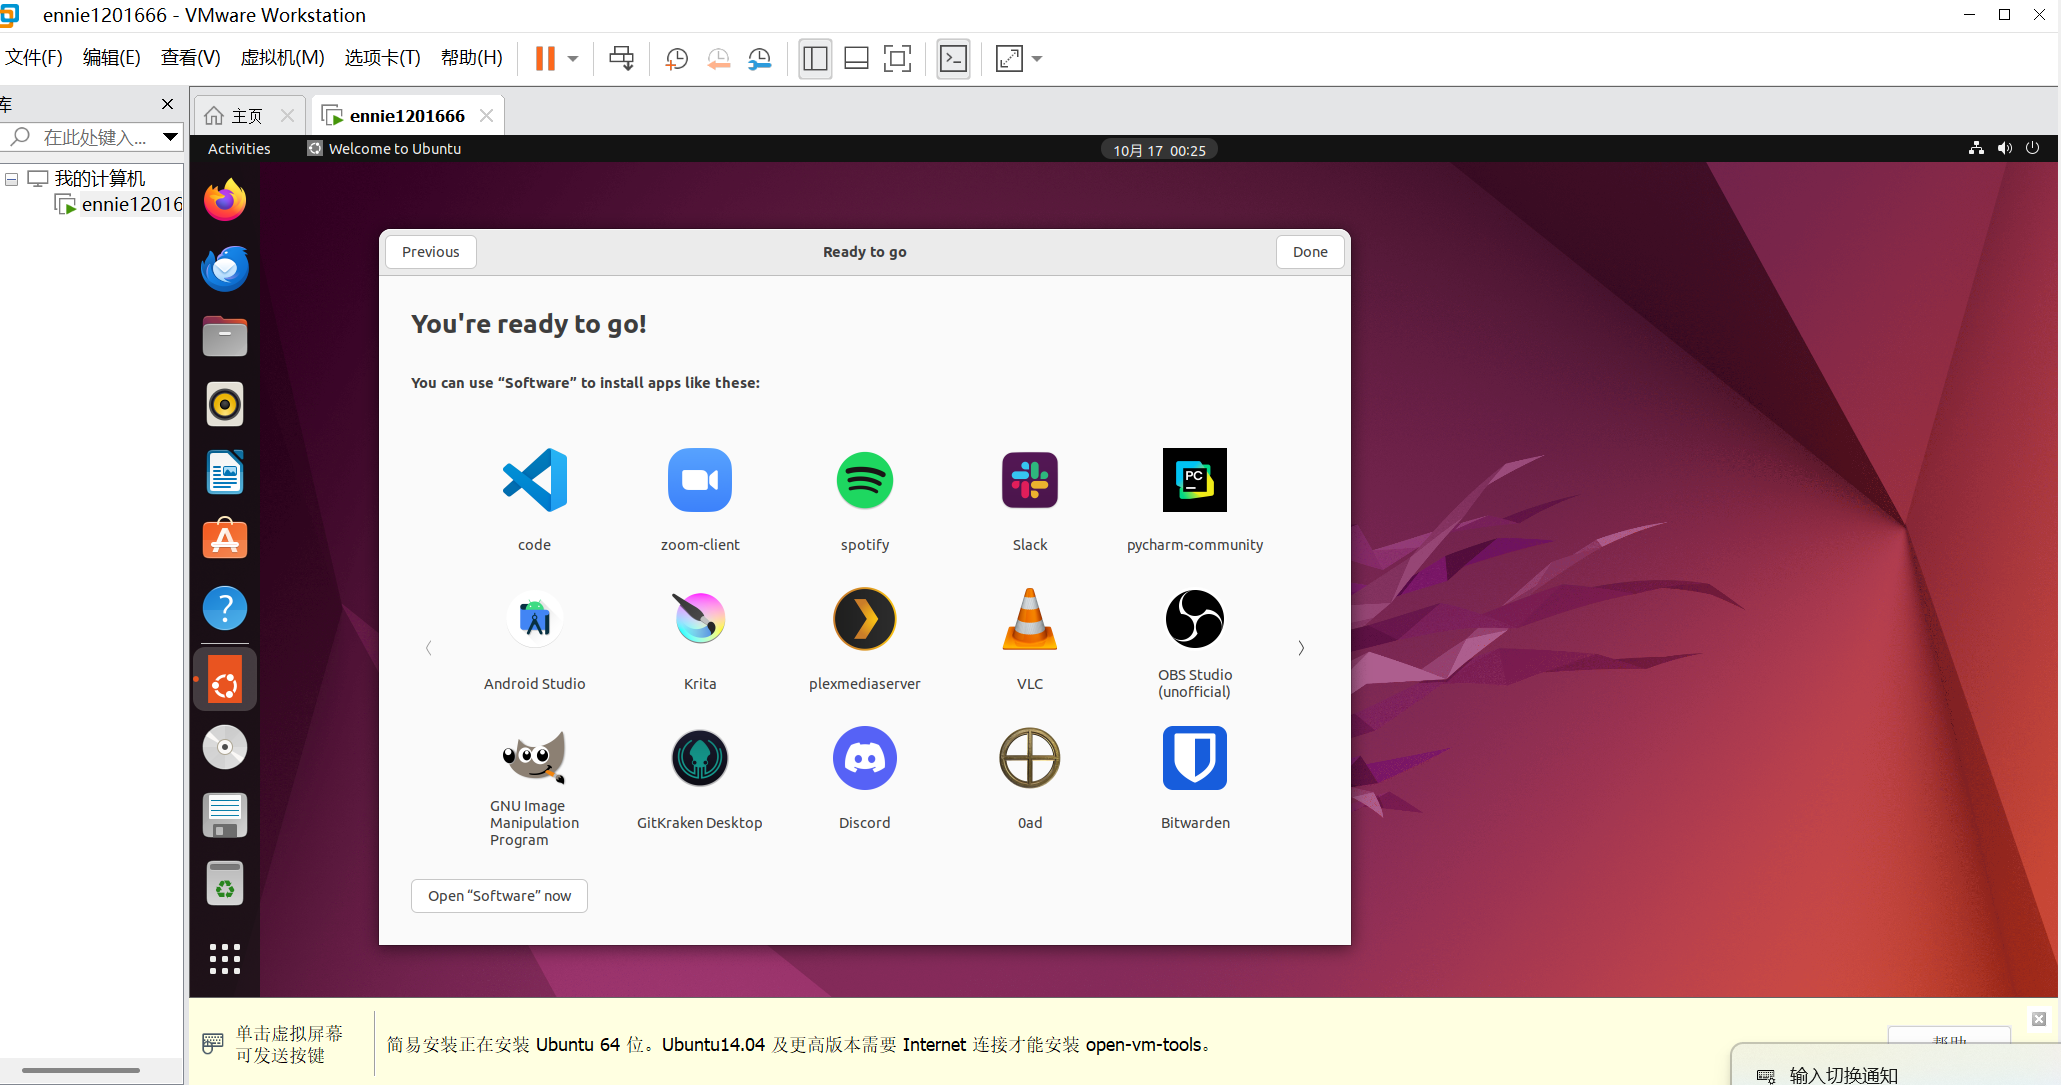 ennie1201666 - VMware Workstation
文件(F) 编辑(E) 查看(V) 虚拟机(M) 选项卡(T) 帮助(H)
库
主页
ennie1201666
在此处键入...
Activities
Welcome to Ubuntu
10月 17 00:25
我的计算机
ennie12016
Previous
Ready to go
Done
You're ready to go!
You can use “Software” to install apps like these:
code
zoom-client
spotify
Slack
PC
pycharm-community
Android Studio
Krita
plexmediaserver
VLC
OBS Studio
(unofficial)
GNU Image
Manipulation
Program
GitKraken Desktop
Discord
0ad
Bitwarden
Open “Software” now
单击虚拟屏幕
可发送按键
简易安装正在安装 Ubuntu 64 位。Ubuntu14.04 及更高版本需要 Internet 连接才能安装 open-vm-tools。
帮助
输入切换通知